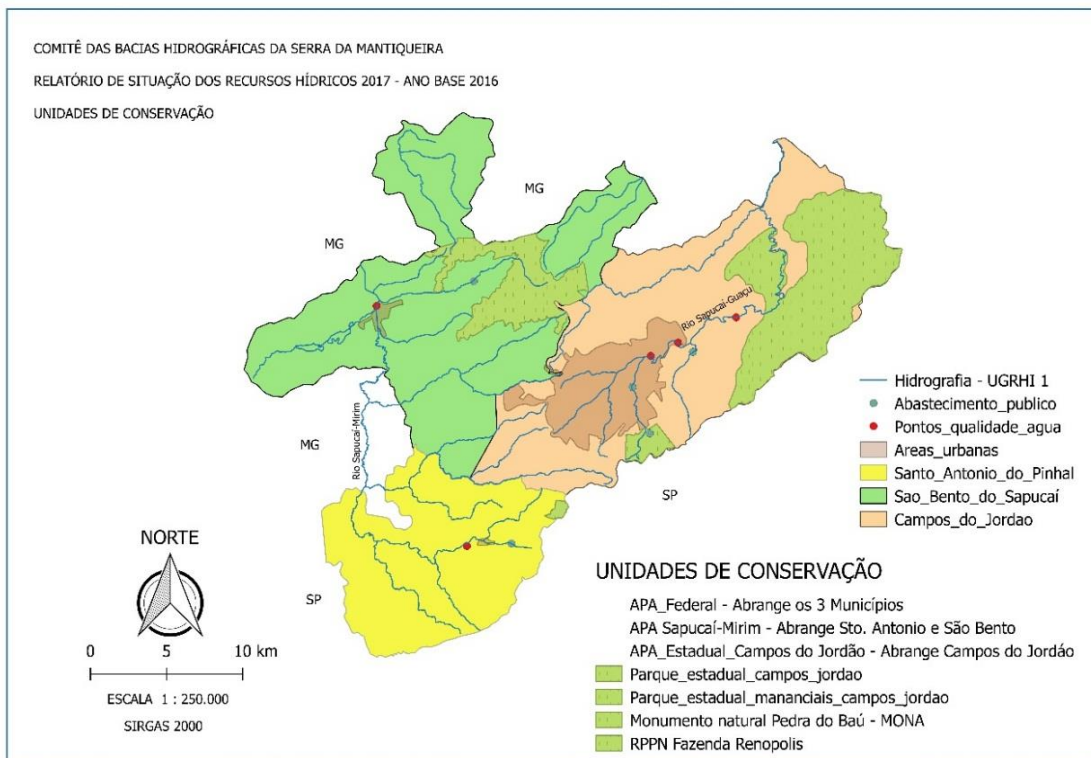 COMITÊ DAS BACIAS HIDROGRÁFICAS DA SERRA DA MANTIQUEIRA
RELATÓRIO DE SITUAÇÃO DOS RECURSOS HÍDRICOS 2017 - ANO BASE 2016
UNIDADES DE CONSERVAÇÃO
MG
MG
Rio Sapucaí-Guaçu
MG
Rio Sapucaí-Mirim
SP
SP
NORTE
0 5 10 km
ESCALA 1 : 250.000
SIRGAS 2000
Hidrografia - UGRHI 1
Abastecimento_publico
Pontos_qualidade_agua
Areas_urbanas
Santo_Antonio_do_Pinhal
Sao_Bento_do_Sapucaí
Campos_do_Jordao
UNIDADES DE CONSERVAÇÃO
APA_Federal - Abrange os 3 Municípios
APA Sapucaí-Mirim - Abrange Sto. Antonio e São Bento
APA_Estadual_Campos do Jordão - Abrange Campos do Jordáo
Parque_estadual_campos_jordao
Parque_estadual_mananciais_campos_jordao
Monumento natural Pedra do Baú - MONA
RPPN Fazenda Renopolis